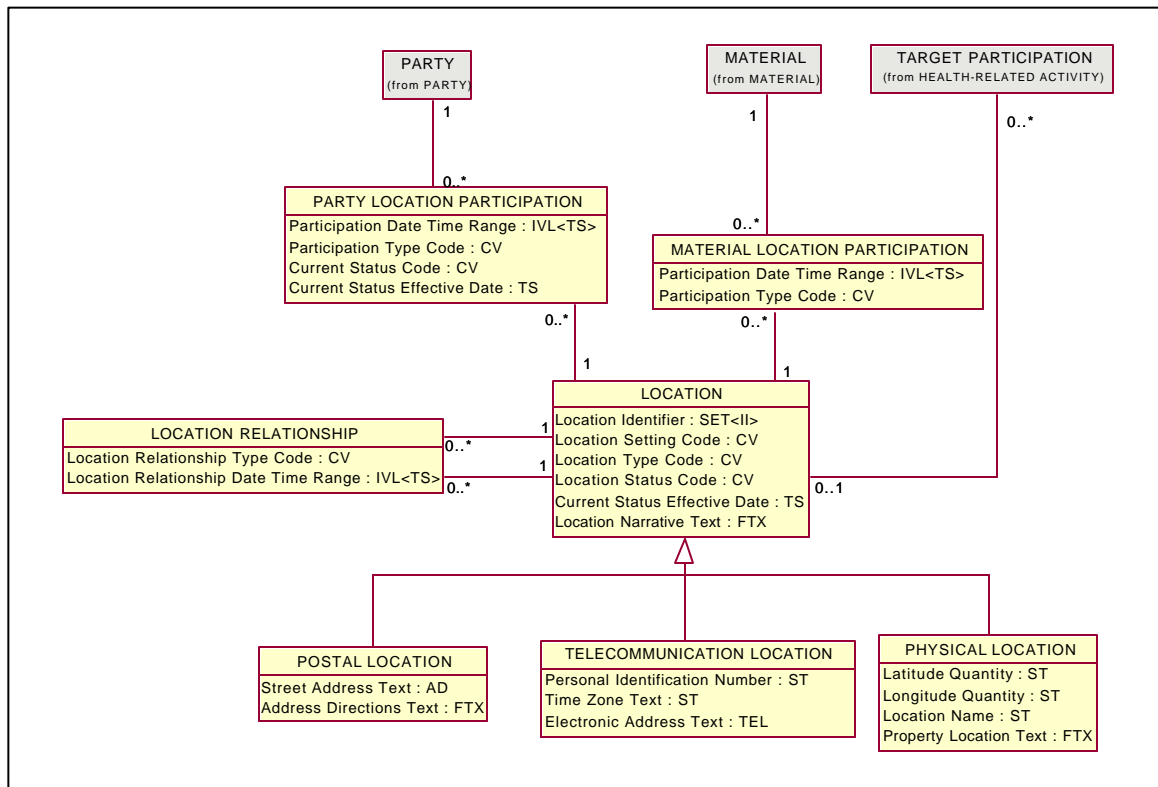 PARTY
(from PARTY)
MATERIAL
(from MATERIAL)
TARGET PARTICIPATION
(from HEALTH-RELATED ACTIVITY)
1
1
0..*
0..*
PARTY LOCATION PARTICIPATION
Participation Date Time Range : IVL<TS>
Participation Type Code : CV
Current Status Code : CV
Current Status Effective Date : TS
0..*
MATERIAL LOCATION PARTICIPATION
Participation Date Time Range : IVL<TS>
Participation Type Code : CV
0..*
0..*
1
1
LOCATION
Location Identifier : SET<II>
Location Setting Code : CV
Location Type Code : CV
Location Status Code : CV
Current Status Effective Date : TS
Location Narrative Text : FTX
LOCATION RELATIONSHIP
Location Relationship Type Code : CV
Location Relationship Date Time Range : IVL<TS>
1
0..*
1
0..*
0..1
POSTAL LOCATION
Street Address Text : AD
Address Directions Text : FTX
TELECOMMUNICATION LOCATION
Personal Identification Number : ST
Time Zone Text : ST
Electronic Address Text : TEL
PHYSICAL LOCATION
Latitude Quantity : ST
Longitude Quantity : ST
Location Name : ST
Property Location Text : FTX